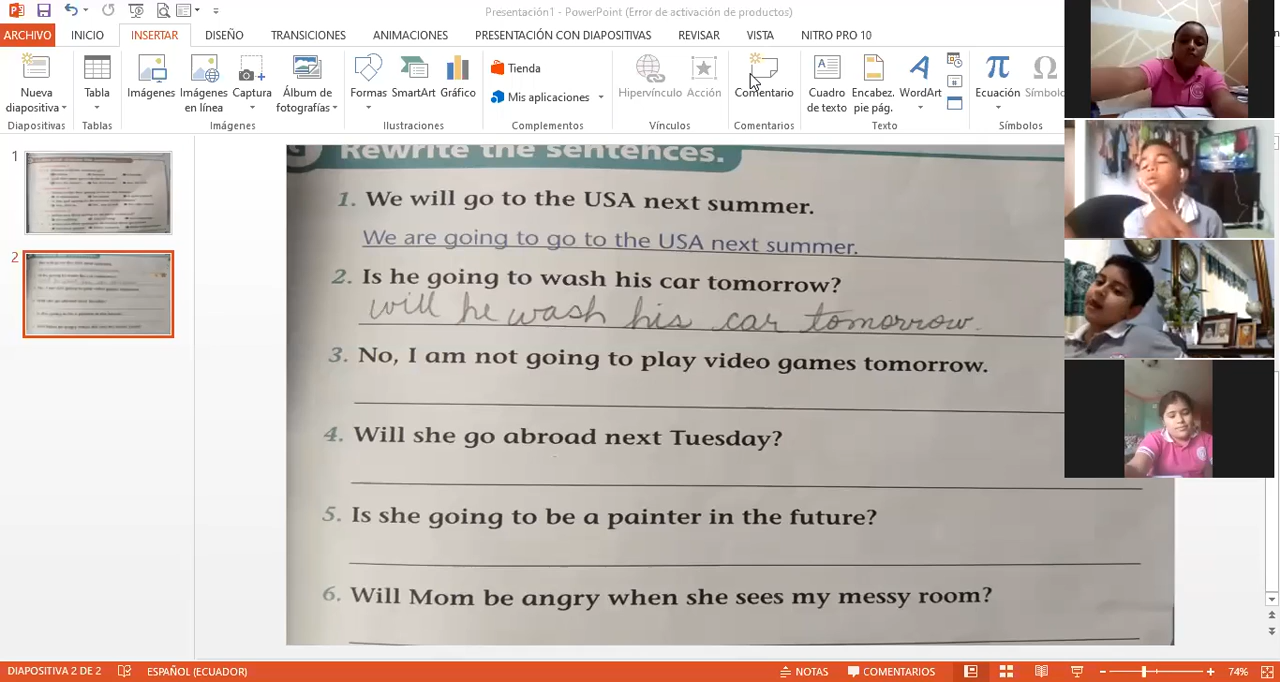 Presentación1 - PowerPoint (Error de activación de productos)
ARCHIVO INICIO INSERTAR DISEÑO TRANSICIONES ANIMACIONES PRESENTACIÓN CON DIAPOSITIVAS REVISAR VISTA NITRO PRO 10
Nueva diapositiva
Tabla
Imágenes
Imágenes en línea
Captura
Álbum de fotografías
Formas
SmartArt
Gráfico
Tienda
Mis aplicaciones
Hipervínculo
Acción
Comentario
Cuadro de texto
Encabez. pie pág.
WordArt
Ecuación
Símbolo
Diapositivas Tablas Imágenes Ilustraciones Complementos Vínculos Comentarios Texto Símbolos
1
2
Rewrite the sentences.
1. We will go to the USA next summer.
We are going to go to the USA next summer.
2. Is he going to wash his car tomorrow?
will he wash his car tomorrow.
3. No, I am not going to play video games tomorrow.
4. Will she go abroad next Tuesday?
5. Is she going to be a painter in the future?
6. Will Mom be angry when she sees my messy room?
DIAPOSITIVA 2 DE 2 ESPAÑOL (ECUADOR) NOTAS COMENTARIOS 74%